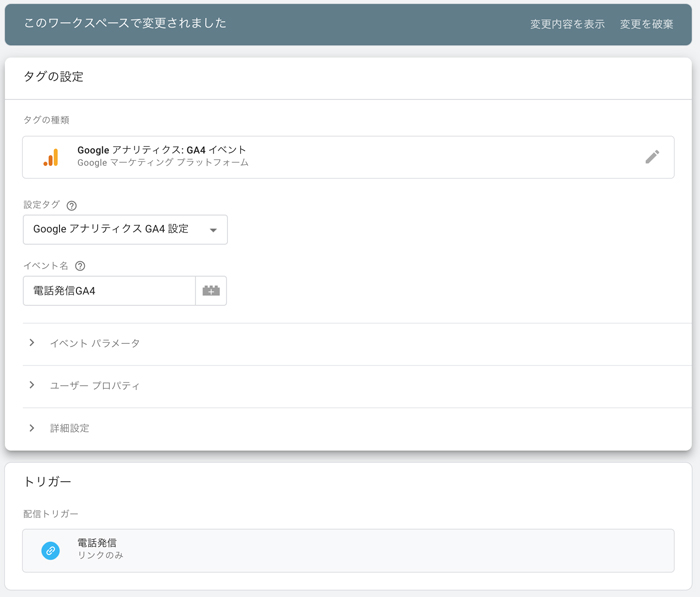 このワークスペースで変更されました
変更内容を表示 変更を破棄
タグの設定
タグの種類
Google アナリティクス: GA4 イベント
Google マーケティング プラットフォーム
設定タグ
Google アナリティクス GA4 設定
イベント名
電話発信GA4
イベント パラメータ
ユーザー プロパティ
詳細設定
トリガー
配信トリガー
電話発信
リンクのみ